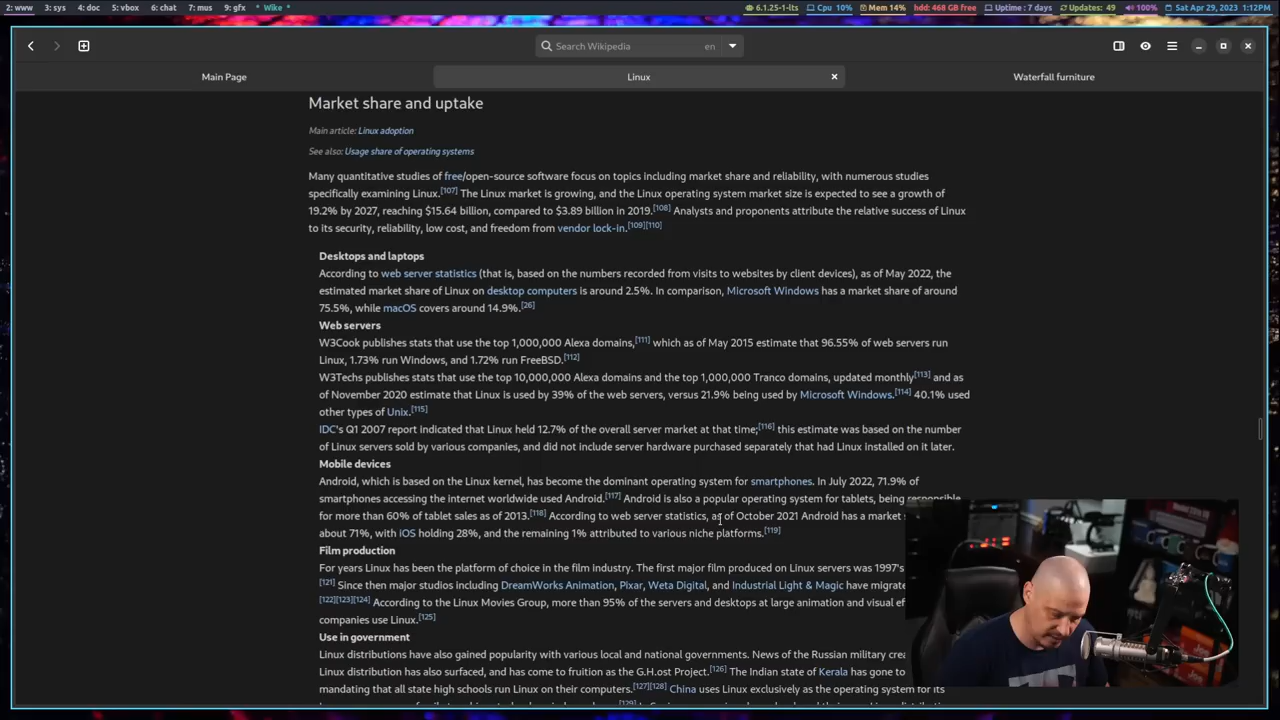 2: www 3: sys 4: doc 5: vbox 6: chat 7: mus 9: gfx * Wike * 6.1.25-1-lts Cpu 10% Mem 14% hdd: 468 GB free Uptime : 7 days Updates: 49 100% Sat Apr 29, 2023 1:12PM
Search Wikipedia en
Main Page Linux Waterfall furniture
Market share and uptake
Main article: Linux adoption
See also: Usage share of operating systems
Many quantitative studies of free/open-source software focus on topics including market share and reliability, with numerous studies
specifically examining Linux.[107] The Linux market is growing, and the Linux operating system market size is expected to see a growth of
19.2% by 2027, reaching $15.64 billion, compared to $3.89 billion in 2019.[108] Analysts and proponents attribute the relative success of Linux
to its security, reliability, low cost, and freedom from vendor lock-in.[109][110]
Desktops and laptops
According to web server statistics (that is, based on the numbers recorded from visits to websites by client devices), as of May 2022, the
estimated market share of Linux on desktop computers is around 2.5%. In comparison, Microsoft Windows has a market share of around
75.5%, while macOS covers around 14.9%.[26]
Web servers
W3Cook publishes stats that use the top 1,000,000 Alexa domains,[111] which as of May 2015 estimate that 96.55% of web servers run
Linux, 1.73% run Windows, and 1.72% run FreeBSD.[112]
W3Techs publishes stats that use the top 10,000,000 Alexa domains and the top 1,000,000 Tranco domains, updated monthly[113] and as
of November 2020 estimate that Linux is used by 39% of the web servers, versus 21.9% being used by Microsoft Windows.[114] 40.1% used
other types of Unix.[115]
IDC's Q1 2007 report indicated that Linux held 12.7% of the overall server market at that time;[116] this estimate was based on the number
of Linux servers sold by various companies, and did not include server hardware purchased separately that had Linux installed on it later.
Mobile devices
Android, which is based on the Linux kernel, has become the dominant operating system for smartphones. In July 2022, 71.9% of
smartphones accessing the internet worldwide used Android.[117] Android is also a popular operating system for tablets, being responsible
for more than 60% of tablet sales as of 2013.[118] According to web server statistics, as of October 2021 Android has a market
about 71%, with iOS holding 28%, and the remaining 1% attributed to various niche platforms.[119]
Film production
For years Linux has been the platform of choice in the film industry. The first major film produced on Linux servers was 1997's
[121] Since then major studios including DreamWorks Animation, Pixar, Weta Digital, and Industrial Light & Magic have migrate
[122][123][124] According to the Linux Movies Group, more than 95% of the servers and desktops at large animation and visual ef
companies use Linux.[125]
Use in government
Linux distributions have also gained popularity with various local and national governments. News of the Russian military crea
Linux distribution has also surfaced, and has come to fruition as the G.H.ost Project.[126] The Indian state of Kerala has gone to
mandating that all state high schools run Linux on their computers.[127][128] China uses Linux exclusively as the operating system for its